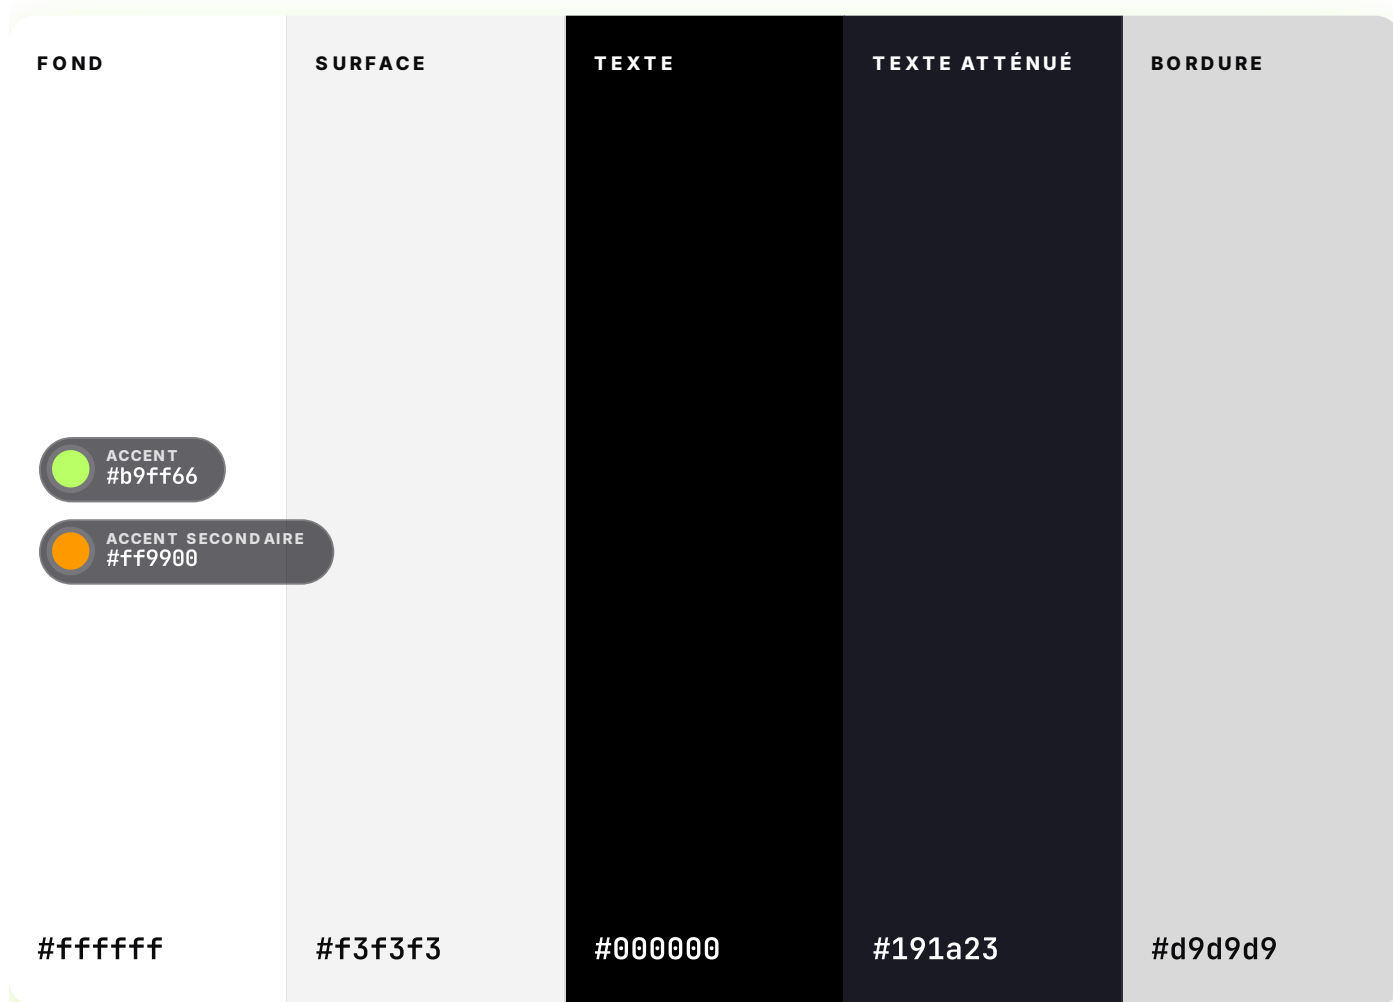 FOND
SURFACE
TEXTE
TEXTE ATTÉNUÉ
BORDURE
ACCENT
#b9ff66
ACCENT SECONDAIRE
#ff9900
#ffffff
#f3f3f3
#000000
#191a23
#d9d9d9